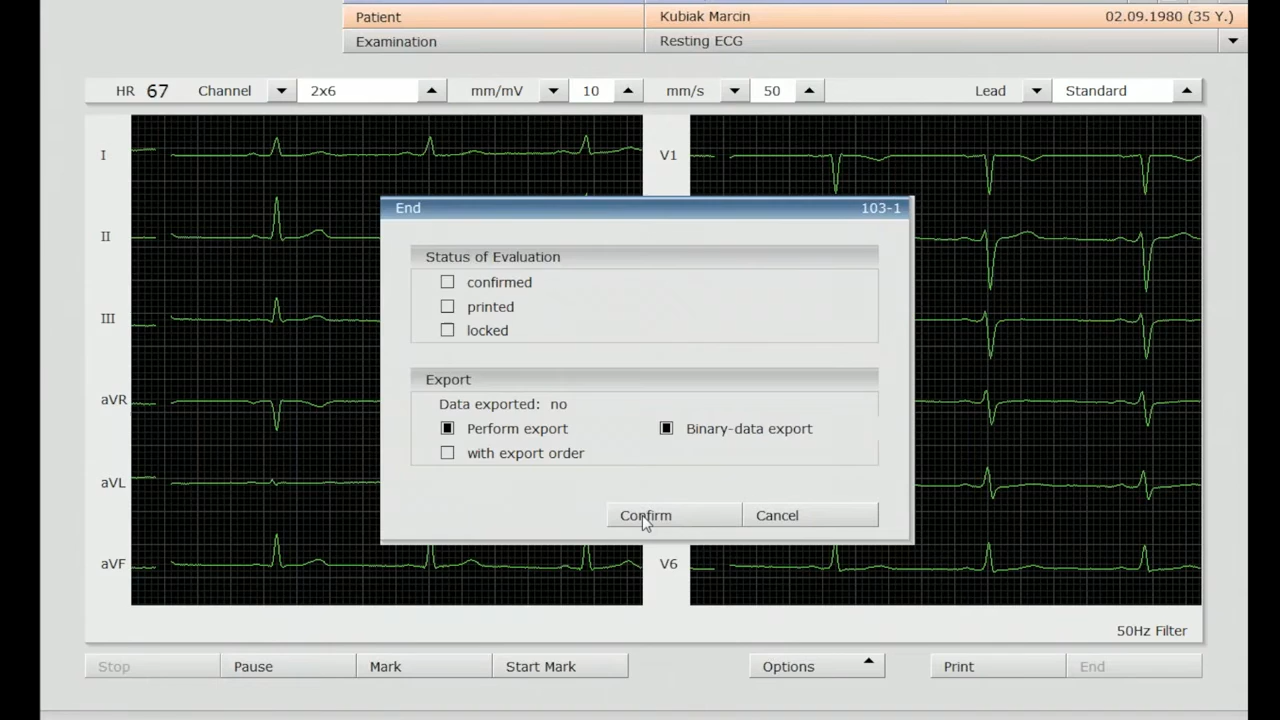 Patient Kubiak Marcin 02.09.1980 (35 Y.)
Examination Resting ECG
HR 67 Channel 2x6 mm/mV 10 mm/s 50 Lead Standard
I V1
End 103-1
II
Status of Evaluation
confirmed
printed
III
locked
Export
aVR
Data exported: no
Perform export Binary-data export
with export order
aVL
Confirm Cancel
aVF V6
50Hz Filter
Stop Pause Mark Start Mark Options Print End